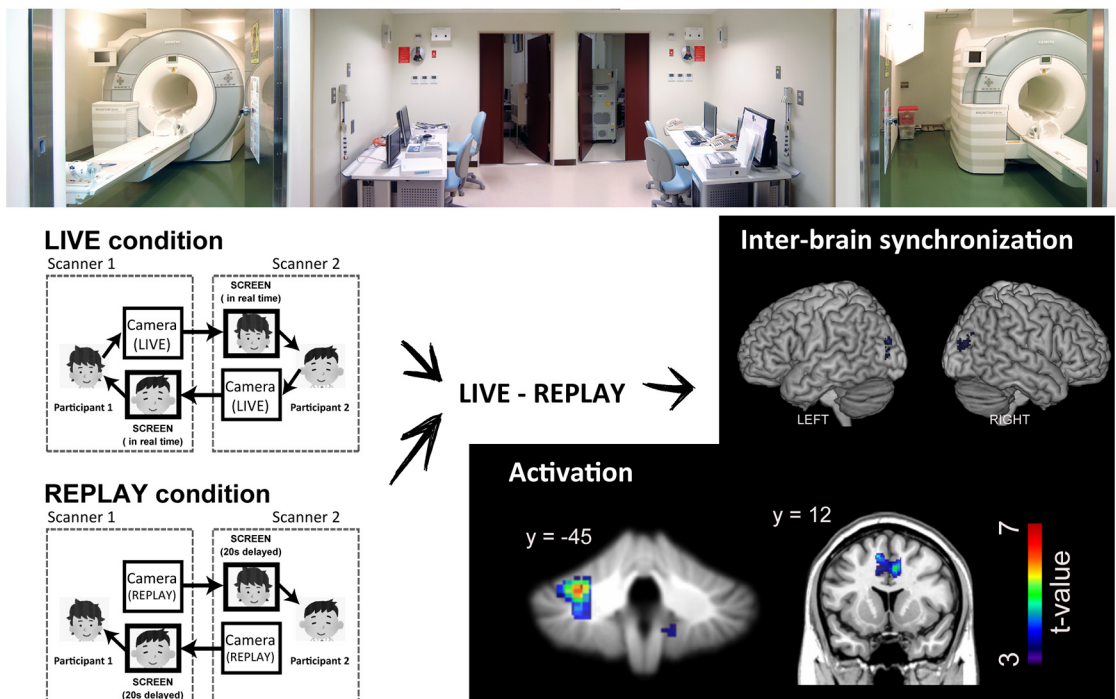 LIVE condition
Scanner 1
Scanner 2
SCREEN
( in real time)
Camera
(LIVE)
Participant 1
Camera
(LIVE)
Participant 2
SCREEN
( in real time)
REPLAY condition
Scanner 1
Scanner 2
SCREEN
(20s delayed)
Camera
(REPLAY)
Participant 1
Camera
(REPLAY)
Participant 2
SCREEN
(20s delayed)
LIVE - REPLAY
Inter-brain synchronization
LEFT
RIGHT
Activation
y = -45
y = 12
7
t-value
3